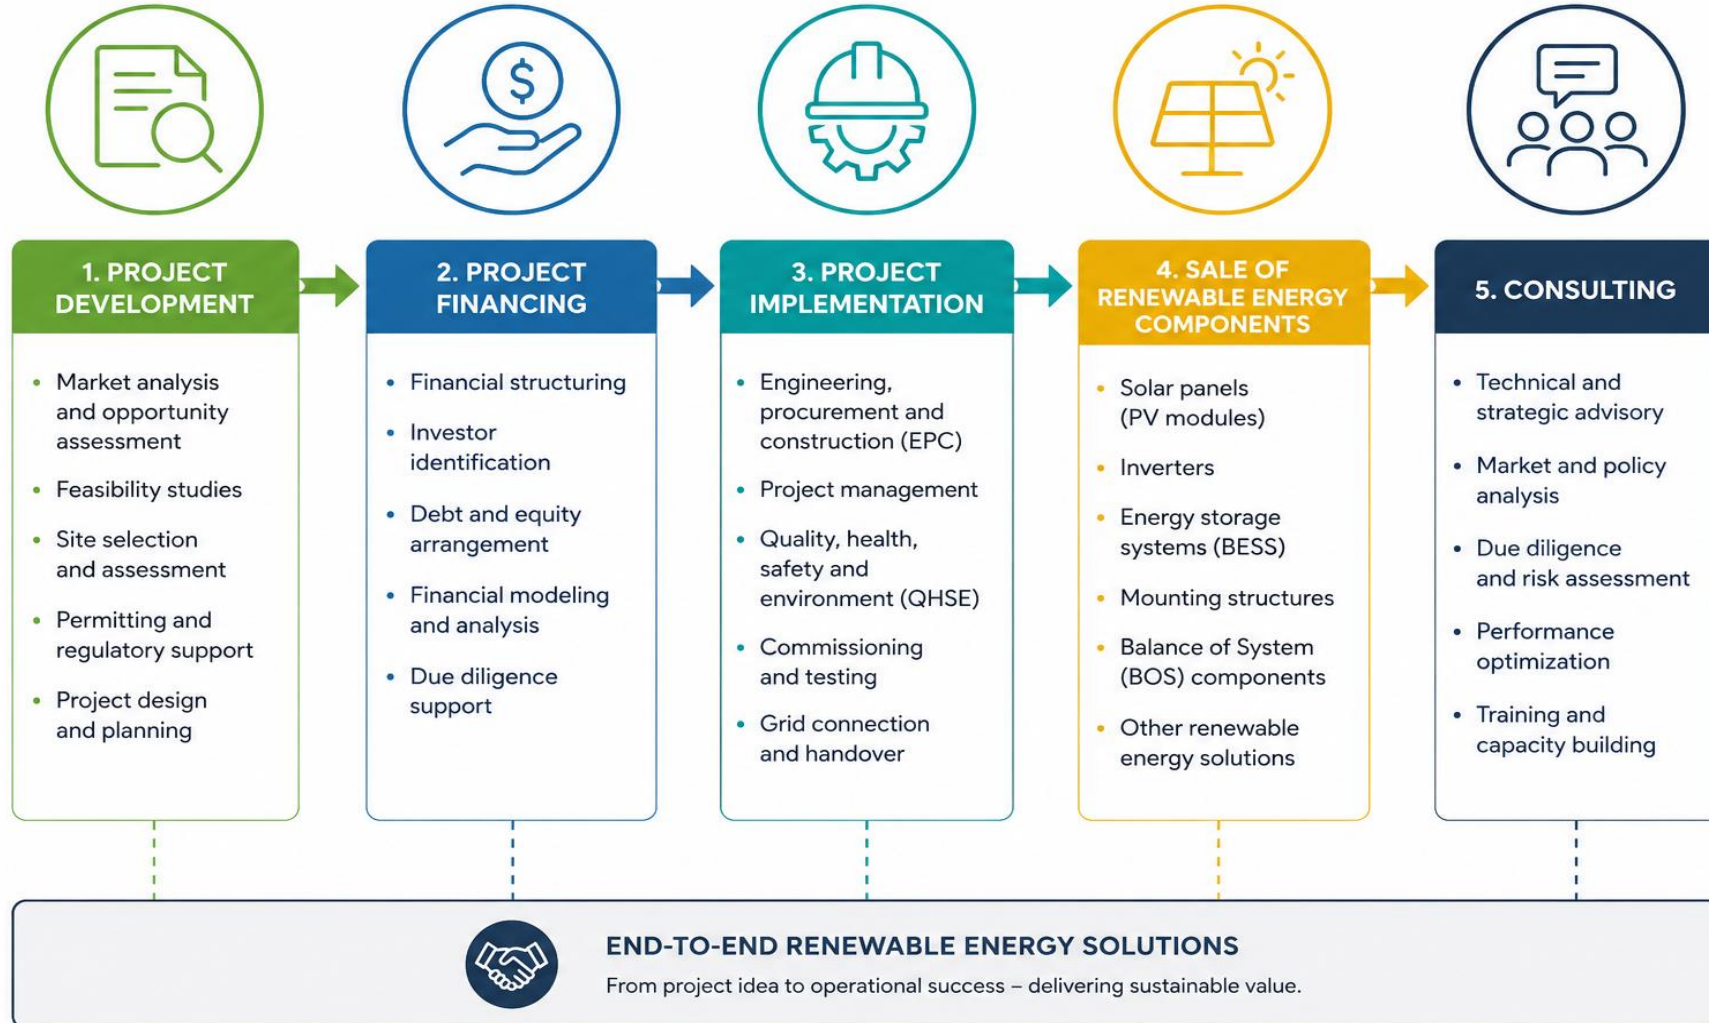 $
1. PROJECT
DEVELOPMENT
• Market analysis
and opportunity
assessment
• Feasibility studies
• Site selection
and assessment
• Permitting and
regulatory support
• Project design
and planning
2. PROJECT
FINANCING
• Financial structuring
• Investor
identification
• Debt and equity
arrangement
• Financial modeling
and analysis
• Due diligence
support
3. PROJECT
IMPLEMENTATION
• Engineering,
procurement and
construction (EPC)
• Project management
• Quality, health,
safety and
environment (QHSE)
• Commissioning
and testing
• Grid connection
and handover
4. SALE OF
RENEWABLE ENERGY
COMPONENTS
• Solar panels
(PV modules)
• Inverters
• Energy storage
systems (BESS)
• Mounting structures
• Balance of System
(BOS) components
• Other renewable
energy solutions
5. CONSULTING
• Technical and
strategic advisory
• Market and policy
analysis
• Due diligence
and risk assessment
• Performance
optimization
• Training and
capacity building
END-TO-END RENEWABLE ENERGY SOLUTIONS
From project idea to operational success – delivering sustainable value.